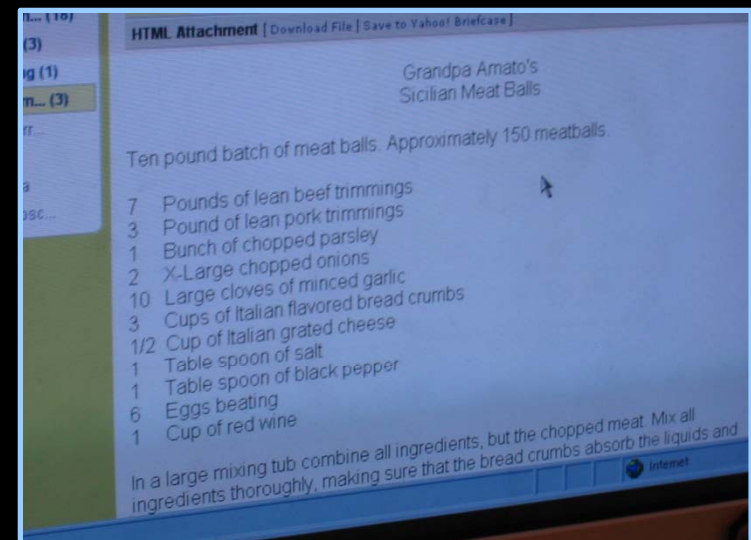 (18)
HTML Attachment [ Download File | Save to Yahoo! Briefcase ]
(3)
(1)
(3)
Grandpa Amato's
Sicilian Meat Balls
Ten pound batch of meat balls. Approximately 150 meatballs.
7 Pounds of lean beef trimmings
3 Pound of lean pork trimmings
1 Bunch of chopped parsley
2 X-Large chopped onions
10 Large cloves of minced garlic
3 Cups of Italian flavored bread crumbs
1/2 Cup of Italian grated cheese
1 Table spoon of salt
1 Table spoon of black pepper
6 Eggs beating
1 Cup of red wine
In a large mixing tub combine all ingredients, but the chopped meat. Mix all
ingredients thoroughly, making sure that the bread crumbs absorb the liquids and
Internet